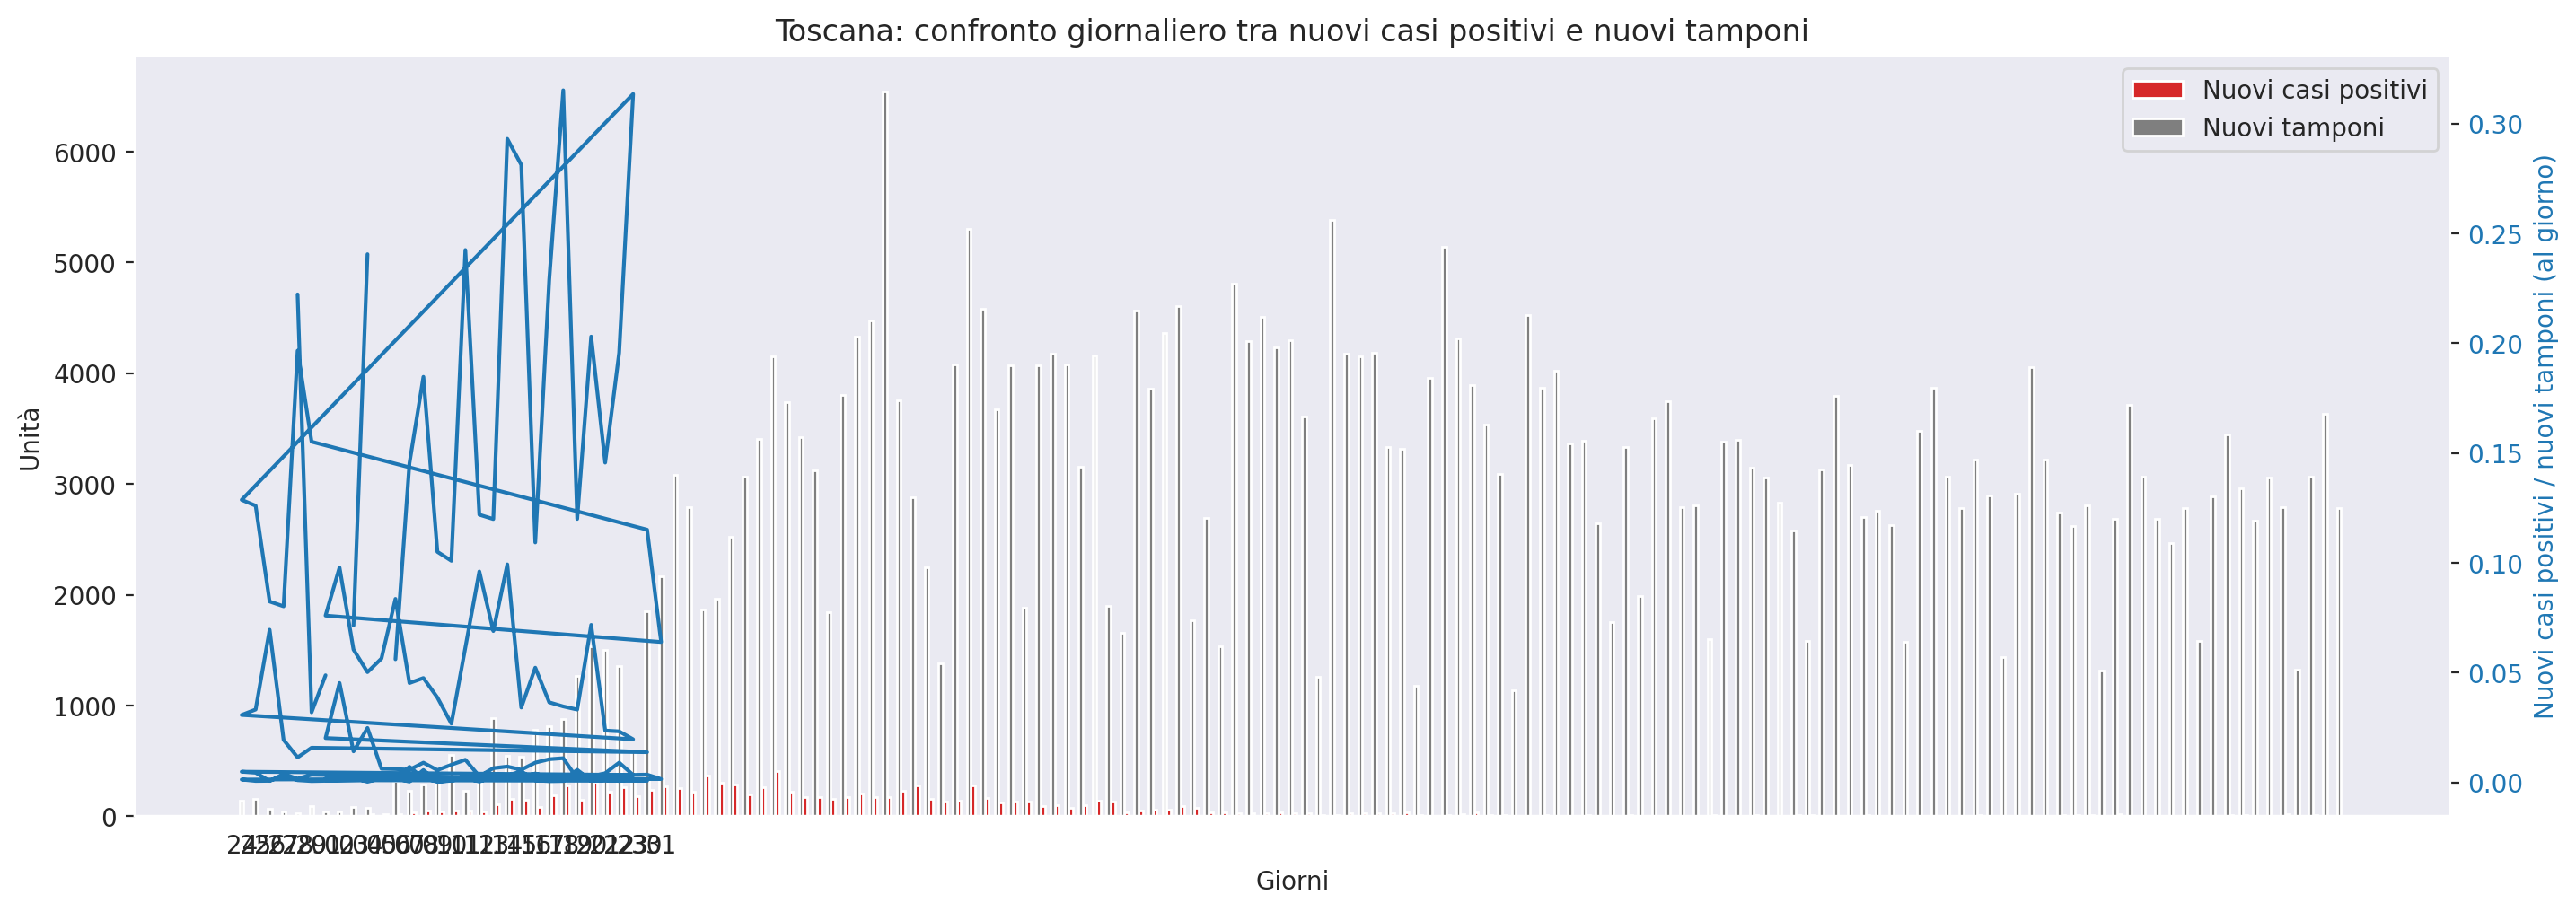 Toscana: confronto giornaliero tra nuovi casi positivi e nuovi tamponi
Nuovi casi positivi
Nuovi tamponi
Unità
6000
5000
4000
3000
2000
1000
0
0.30
0.25
0.20
0.15
0.10
0.05
0.00
Nuovi casi positivi / nuovi tamponi (al giorno)
Giorni